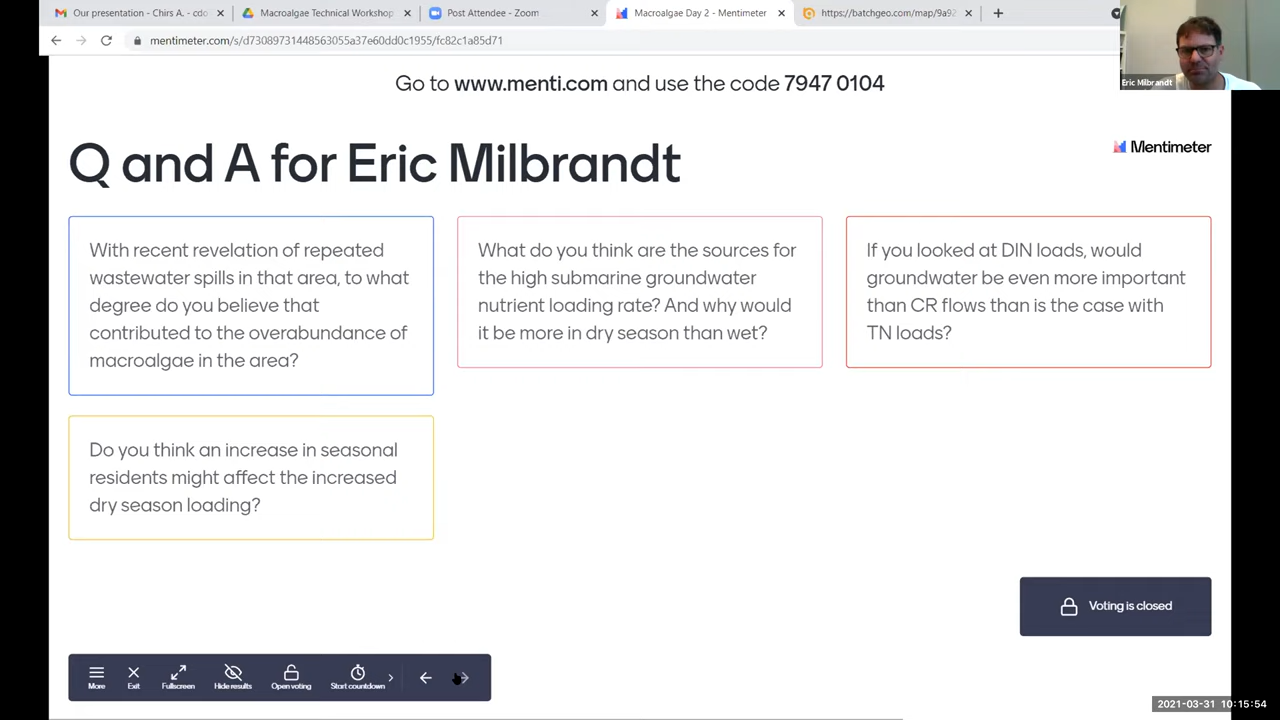 Our presentation - Chirs A. - cdo
Macroalgae Technical Workshop
Post Attendee - Zoom
Macroalgae Day 2 - Mentimeter
https://batchgeo.com/map/9a92
mentimeter.com/s/d73089731448563055a37e60dd0c1955/fc82c1a85d71
Eric Milbrandt
Go to www.menti.com and use the code 7947 0104
Q and A for Eric Milbrandt
Mentimeter
With recent revelation of repeated
wastewater spills in that area, to what
degree do you believe that
contributed to the overabundance of
macroalgae in the area?
What do you think are the sources for
the high submarine groundwater
nutrient loading rate? And why would
it be more in dry season than wet?
If you looked at DIN loads, would
groundwater be even more important
than CR flows than is the case with
TN loads?
Do you think an increase in seasonal
residents might affect the increased
dry season loading?
Voting is closed
More
Exit
Fullscreen
Hide results
Open voting
Start countdown
2021-03-31 10:15:54